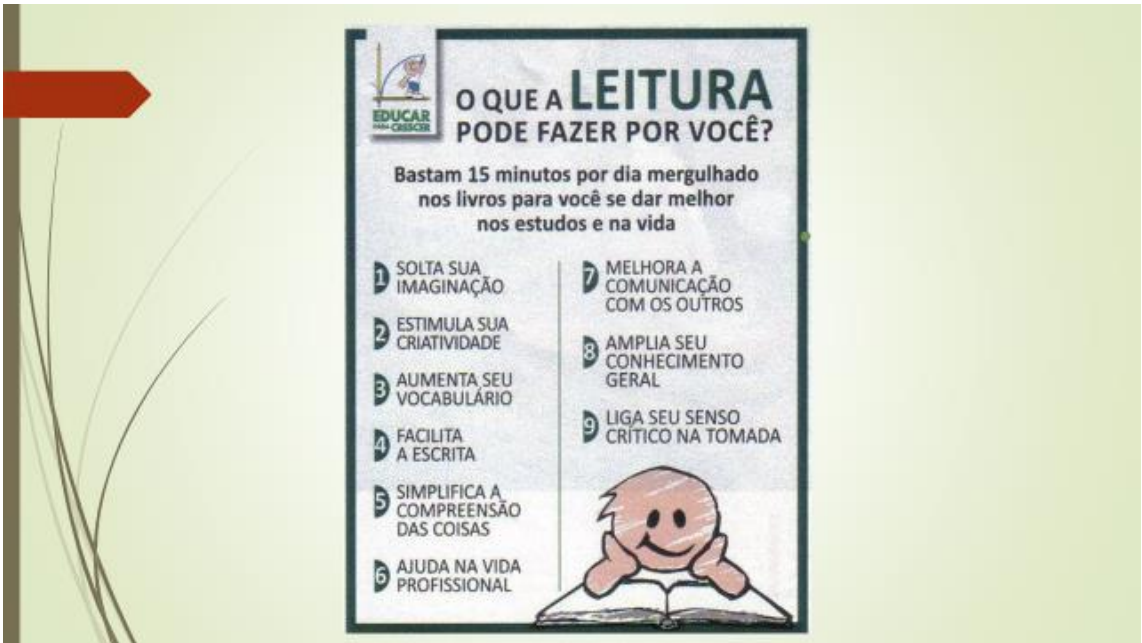 EDUCAR
PARA CRESCER
O QUE A LEITURA
PODE FAZER POR VOCÊ?
Bastam 15 minutos por dia mergulhado
nos livros para você se dar melhor
nos estudos e na vida
1 SOLTA SUA
IMAGINAÇÃO
2 ESTIMULA SUA
CRIATIVIDADE
3 AUMENTA SEU
VOCABULÁRIO
4 FACILITA
A ESCRITA
5 SIMPLIFICA A
COMPREENSÃO
DAS COISAS
6 AJUDA NA VIDA
PROFISSIONAL
7 MELHORA A
COMUNICAÇÃO
COM OS OUTROS
8 AMPLIA SEU
CONHECIMENTO
GERAL
9 LIGA SEU SENSO
CRÍTICO NA TOMADA